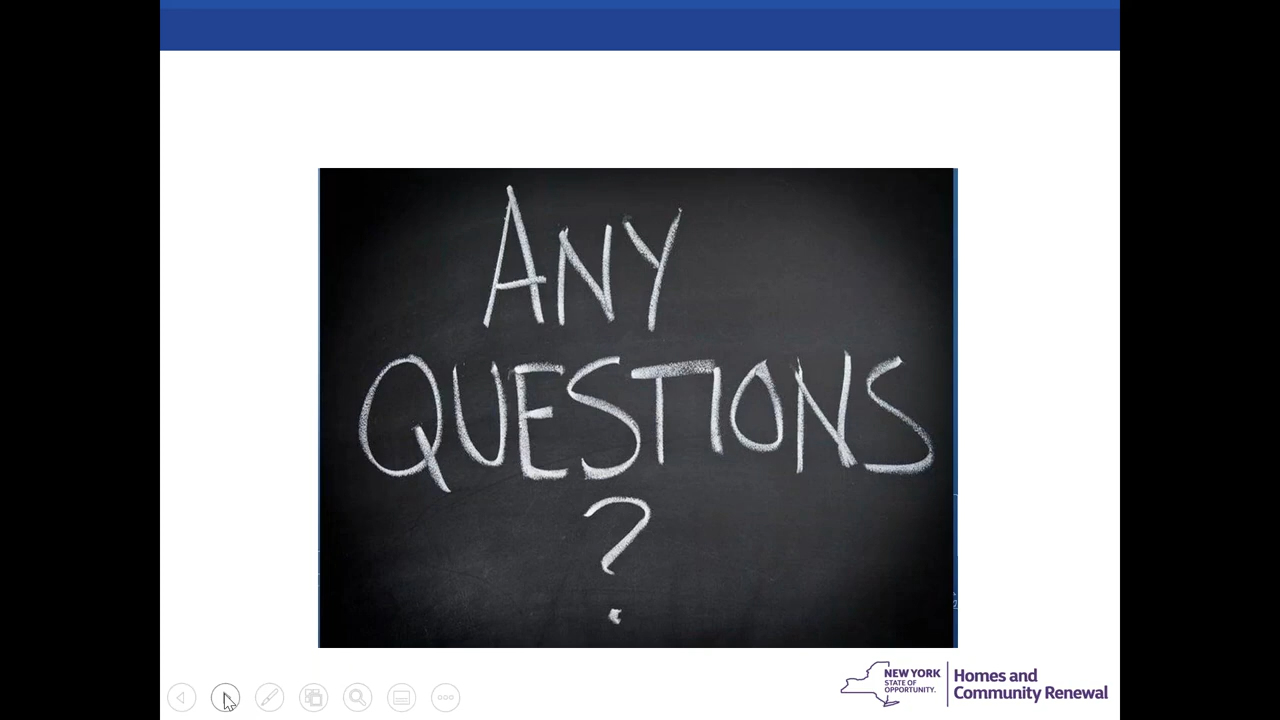 ANY
QUESTIONS
?
NEW YORK
STATE OF
OPPORTUNITY.
Homes and
Community Renewal